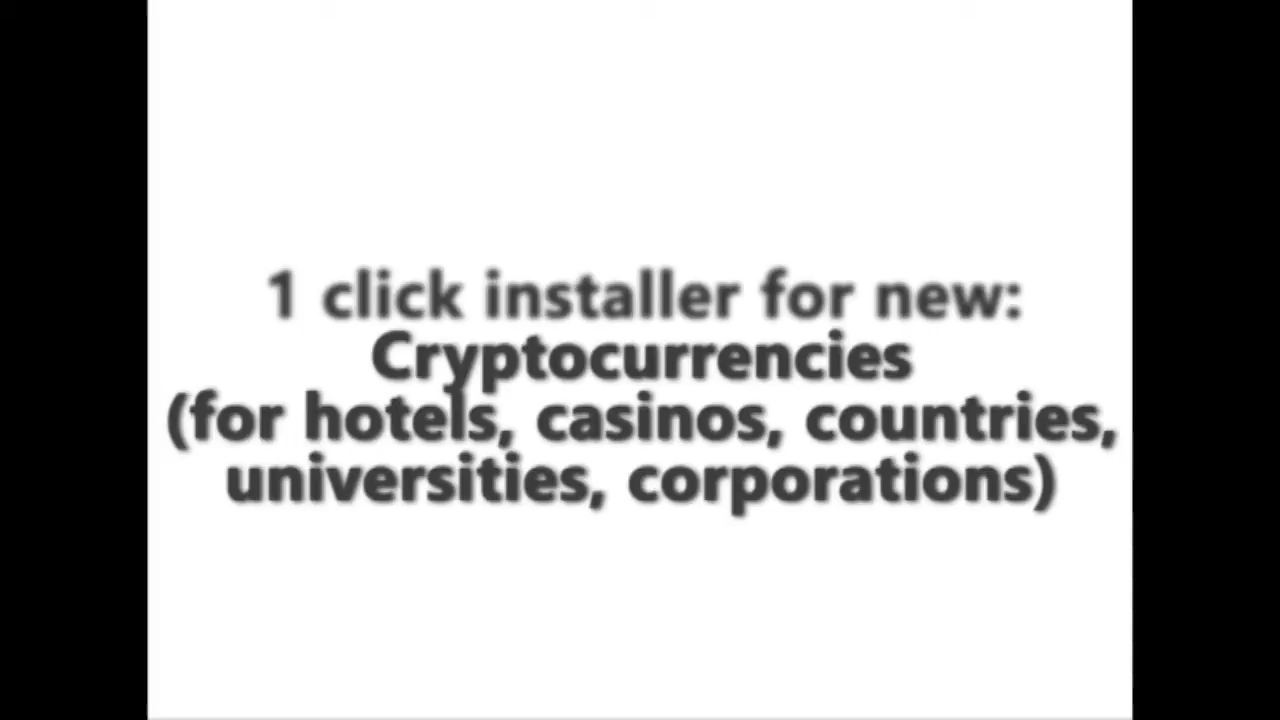 1 click installer for new:
Cryptocurrencies
(for hotels, casinos, countries,
universities, corporations)